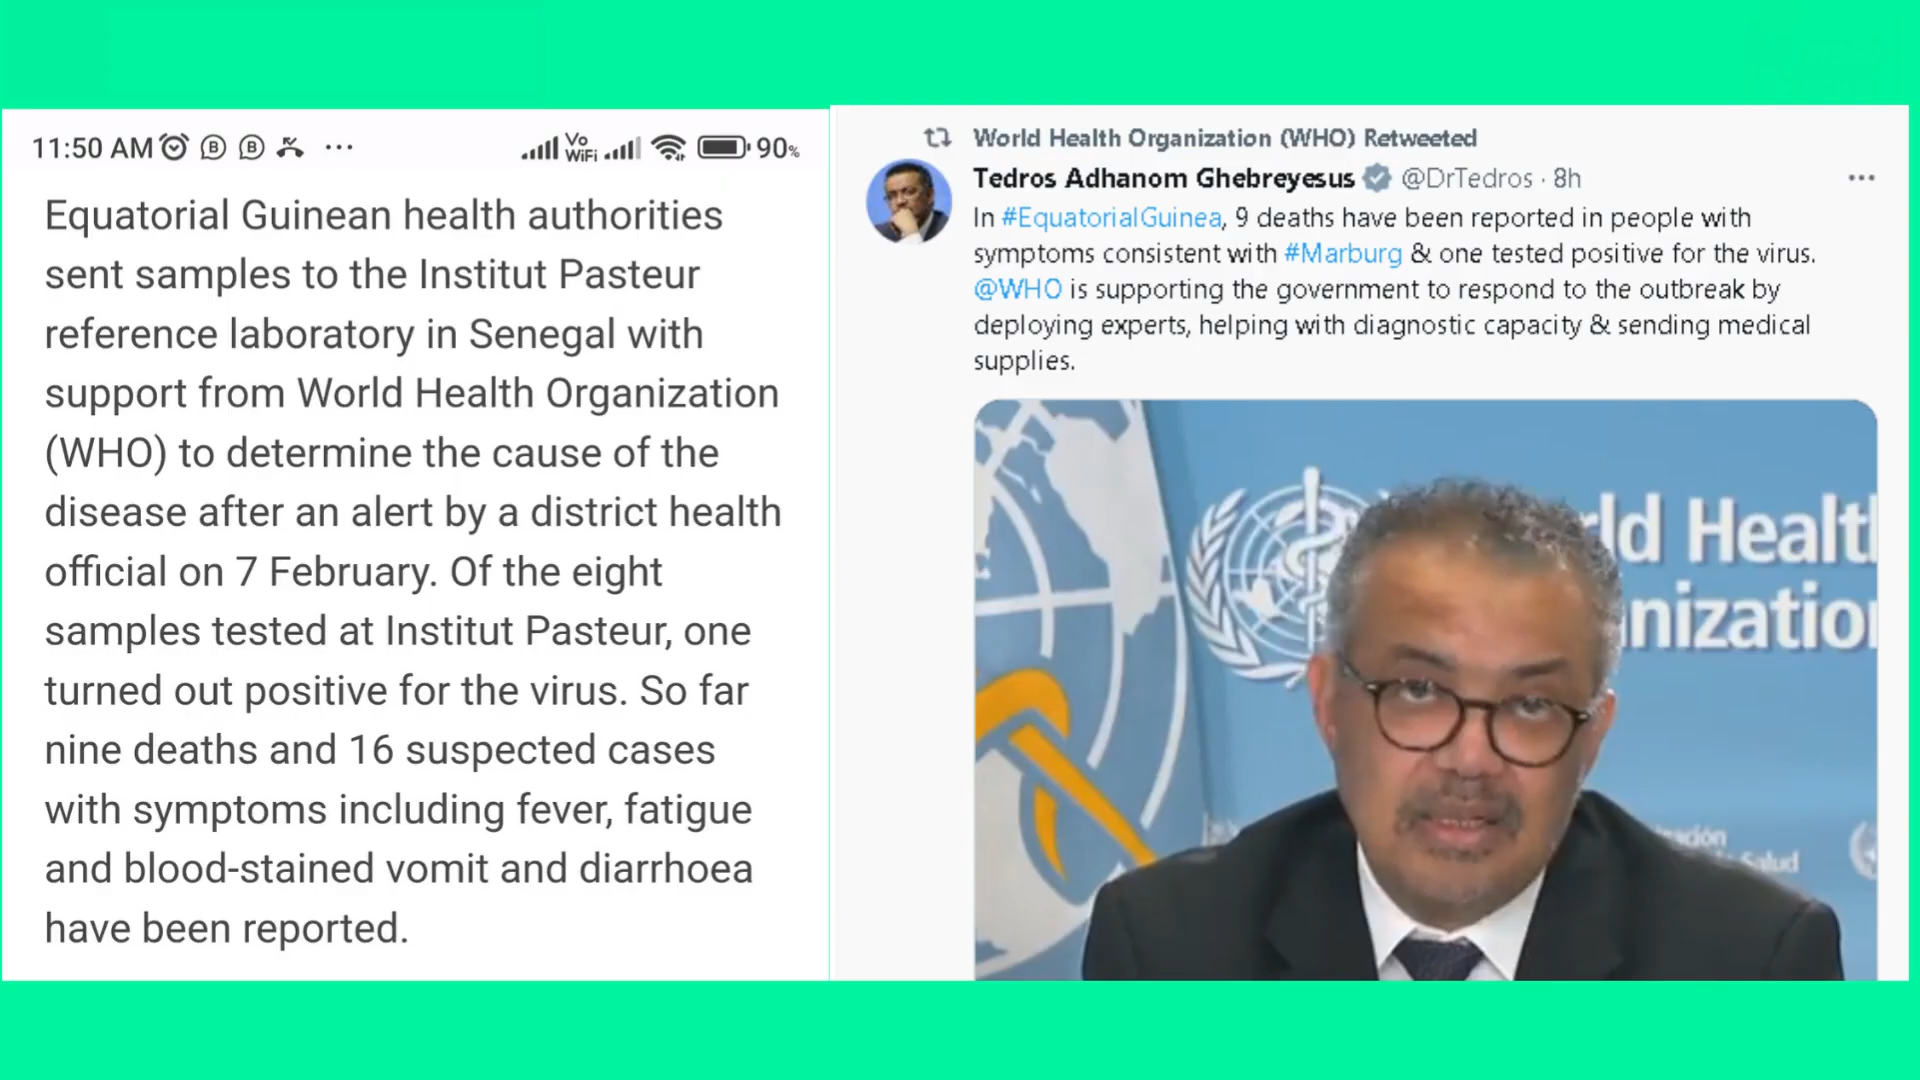 11:50 AM
Vo
WiFi
90%
Equatorial Guinean health authorities
sent samples to the Institut Pasteur
reference laboratory in Senegal with
support from World Health Organization
(WHO) to determine the cause of the
disease after an alert by a district health
official on 7 February. Of the eight
samples tested at Institut Pasteur, one
turned out positive for the virus. So far
nine deaths and 16 suspected cases
with symptoms including fever, fatigue
and blood-stained vomit and diarrhoea
have been reported.
World Health Organization (WHO) Retweeted
Tedros Adhanom Ghebreyesus @DrTedros · 8h
In #EquatorialGuinea, 9 deaths have been reported in people with
symptoms consistent with #Marburg & one tested positive for the virus.
@WHO is supporting the government to respond to the outbreak by
deploying experts, helping with diagnostic capacity & sending medical
supplies.
rld Healt
nizatio
Salud